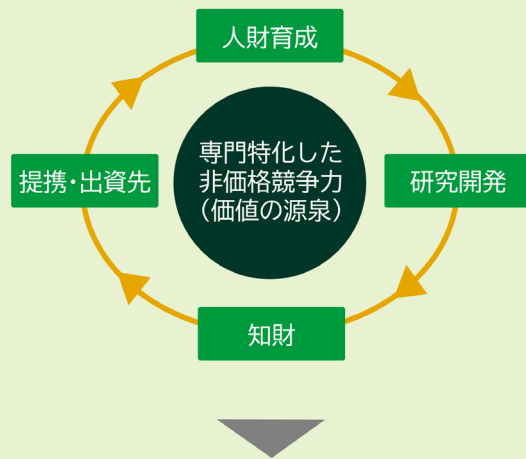 人財育成
専門特化した
非価格競争力
（価値の源泉）
提携・出資先
研究開発
知財